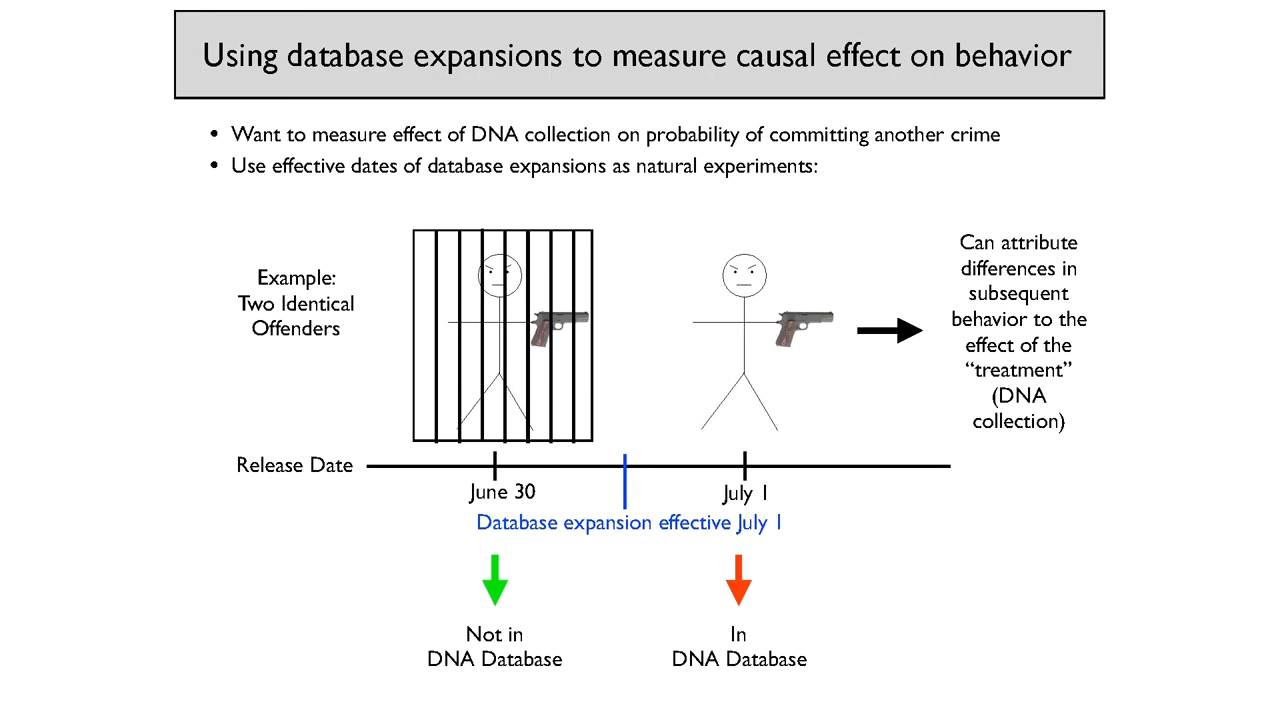 Using database expansions to measure causal effect on behavior
• Want to measure effect of DNA collection on probability of committing another crime
• Use effective dates of database expansions as natural experiments:
Example:
Two Identical
Offenders
Can attribute
differences in
subsequent
behavior to the
effect of the
“treatment”
(DNA
collection)
Release Date
June 30
July 1
Database expansion effective July 1
Not in
DNA Database
In
DNA Database